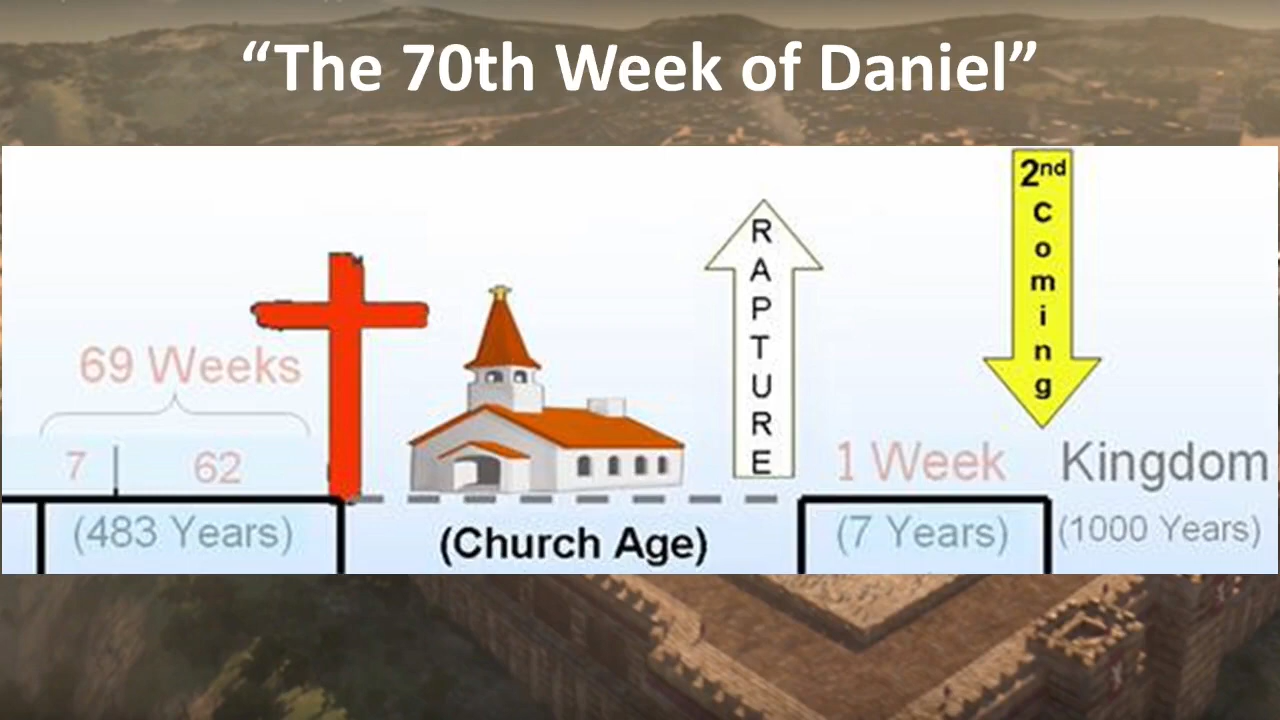 “The 70th Week of Daniel”
2nd
Coming
RAPTURE
69 Weeks
7
62
1 Week
Kingdom
(483 Years)
(Church Age)
(7 Years)
(1000 Years)